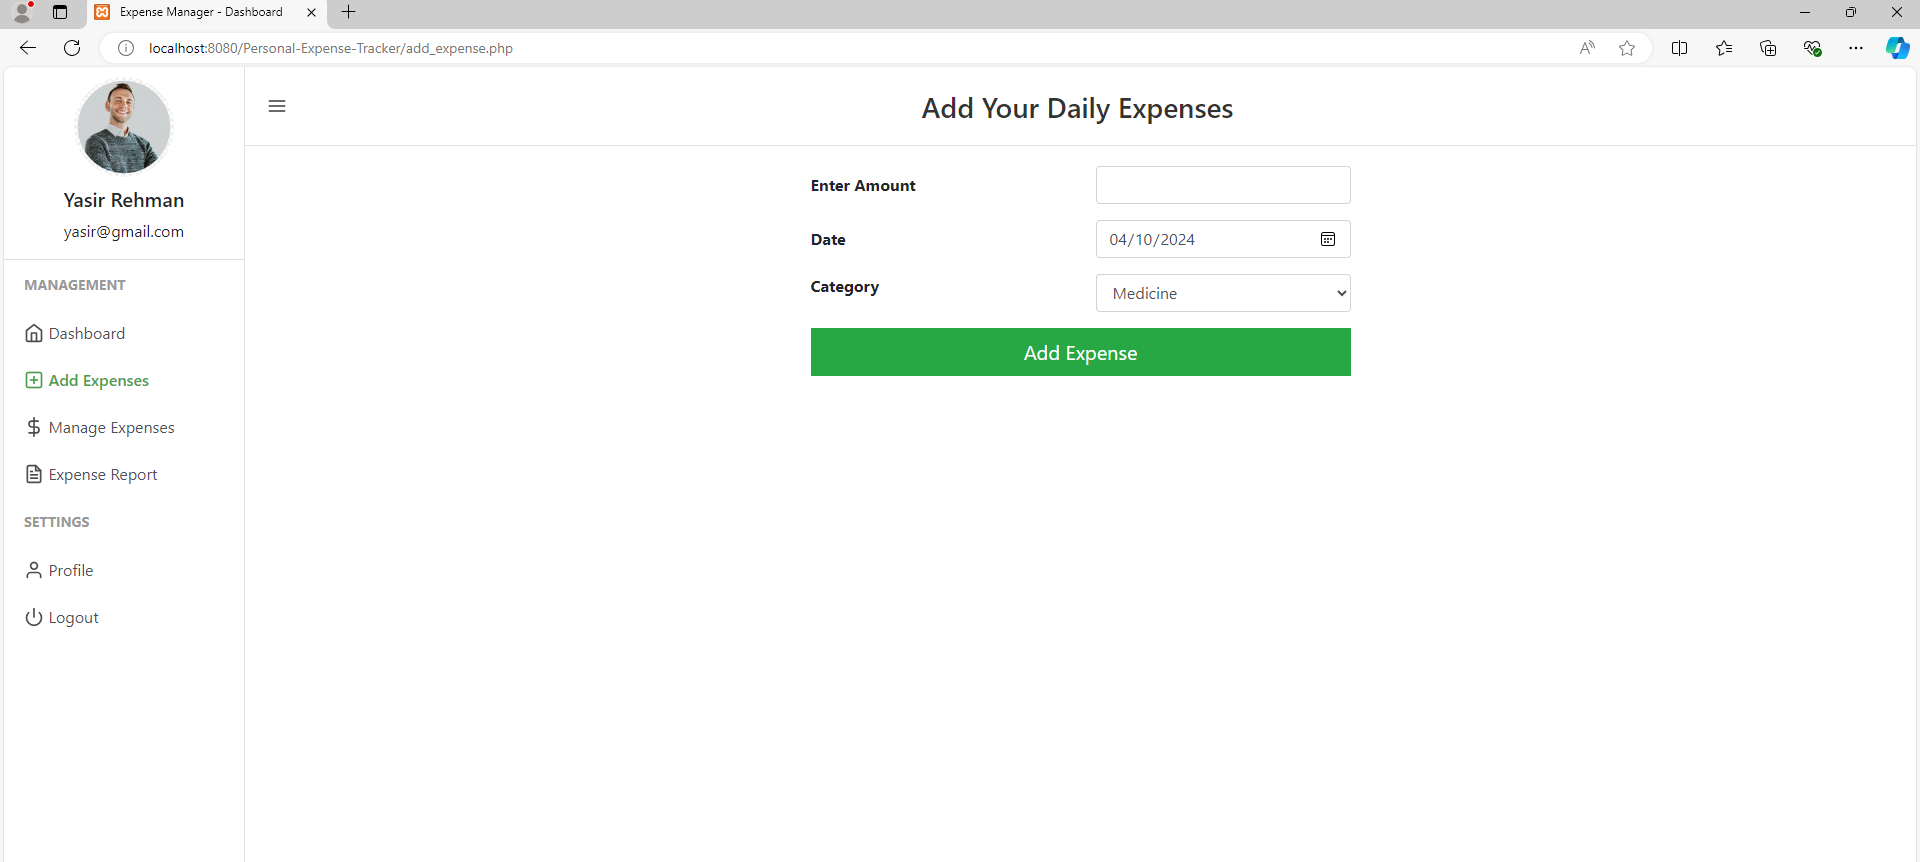 Expense Manager - Dashboard
localhost:8080/Personal-Expense-Tracker/add_expense.php
Yasir Rehman
yasir@gmail.com
MANAGEMENT
Dashboard
Add Expenses
Manage Expenses
Expense Report
SETTINGS
Profile
Logout
Add Your Daily Expenses
Enter Amount
Date
04/10/2024
Category
Medicine
Add Expense